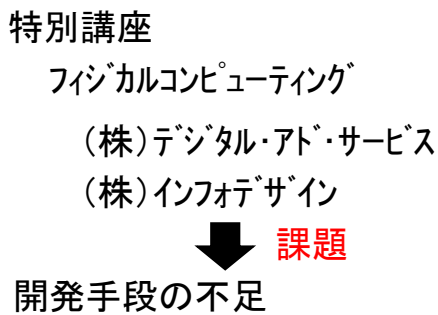 特別講座
ﾌｨｼﾞｶﾙｺﾝﾋﾟｭｰﾃｨﾝｸﾞ
（株）ﾃﾞｼﾞﾀﾙ･ｱﾄﾞ･ｻｰﾋﾞｽ
（株）ｲﾝﾌｫﾃﾞｻﾞｲﾝ
課題
開発手段の不足